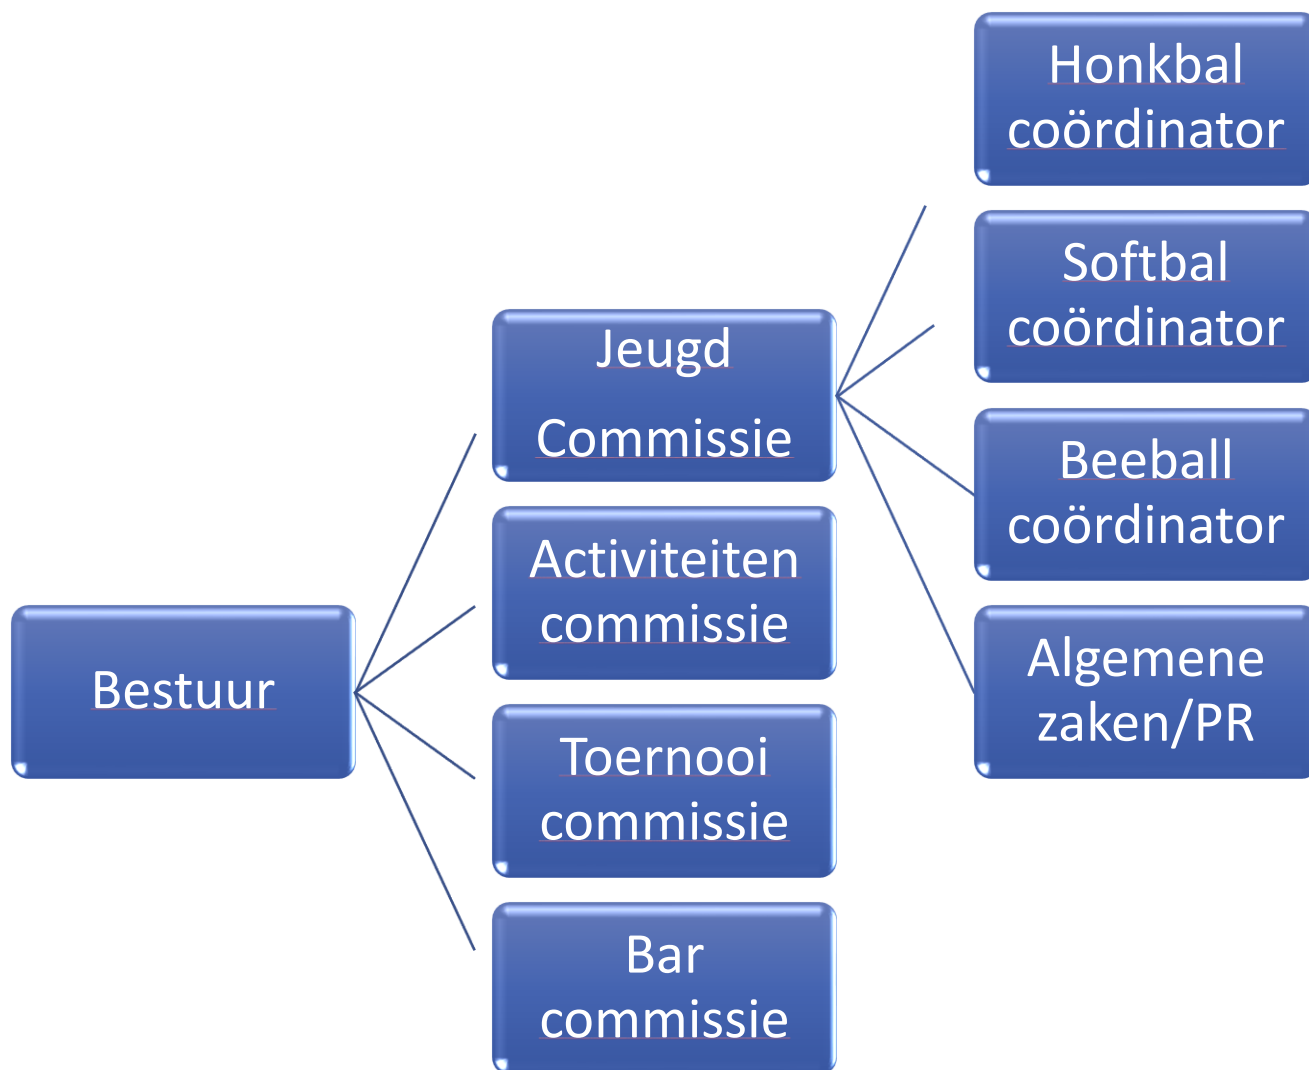 Bestuur
Jeugd
Commissie
Activiteiten
commissie
Toernooi
commissie
Bar
commissie
Honkbal
coördinator
Softbal
coördinator
Beeball
coördinator
Algemene
zaken/PR